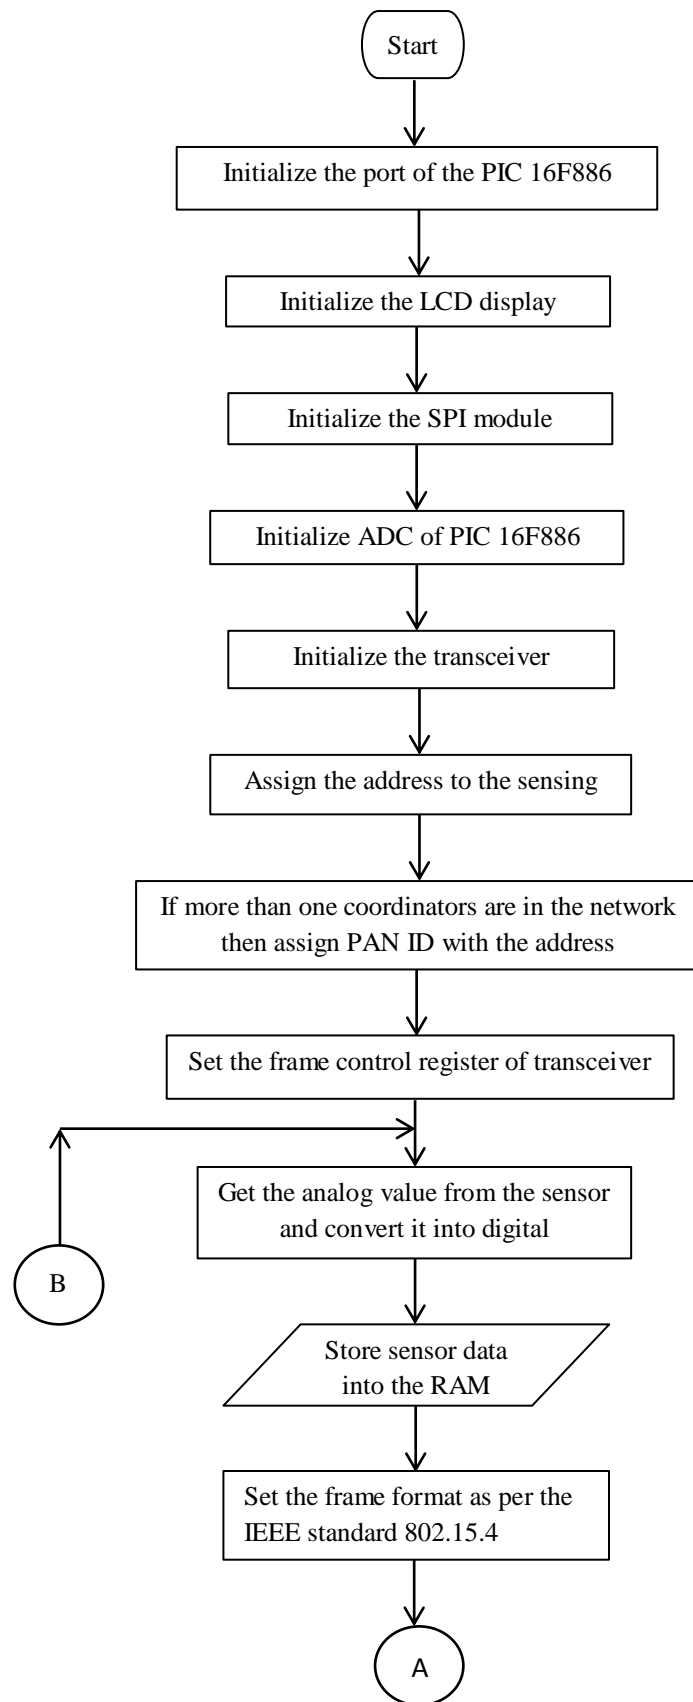 Start
Initialize the port of the PIC 16F886
Initialize the LCD display
Initialize the SPI module
Initialize ADC of PIC 16F886
Initialize the transceiver
Assign the address to the sensing
If more than one coordinators are in the network
then assign PAN ID with the address
Set the frame control register of transceiver
Get the analog value from the sensor
and convert it into digital
B
Store sensor data
into the RAM
Set the frame format as per the
IEEE standard 802.15.4
A